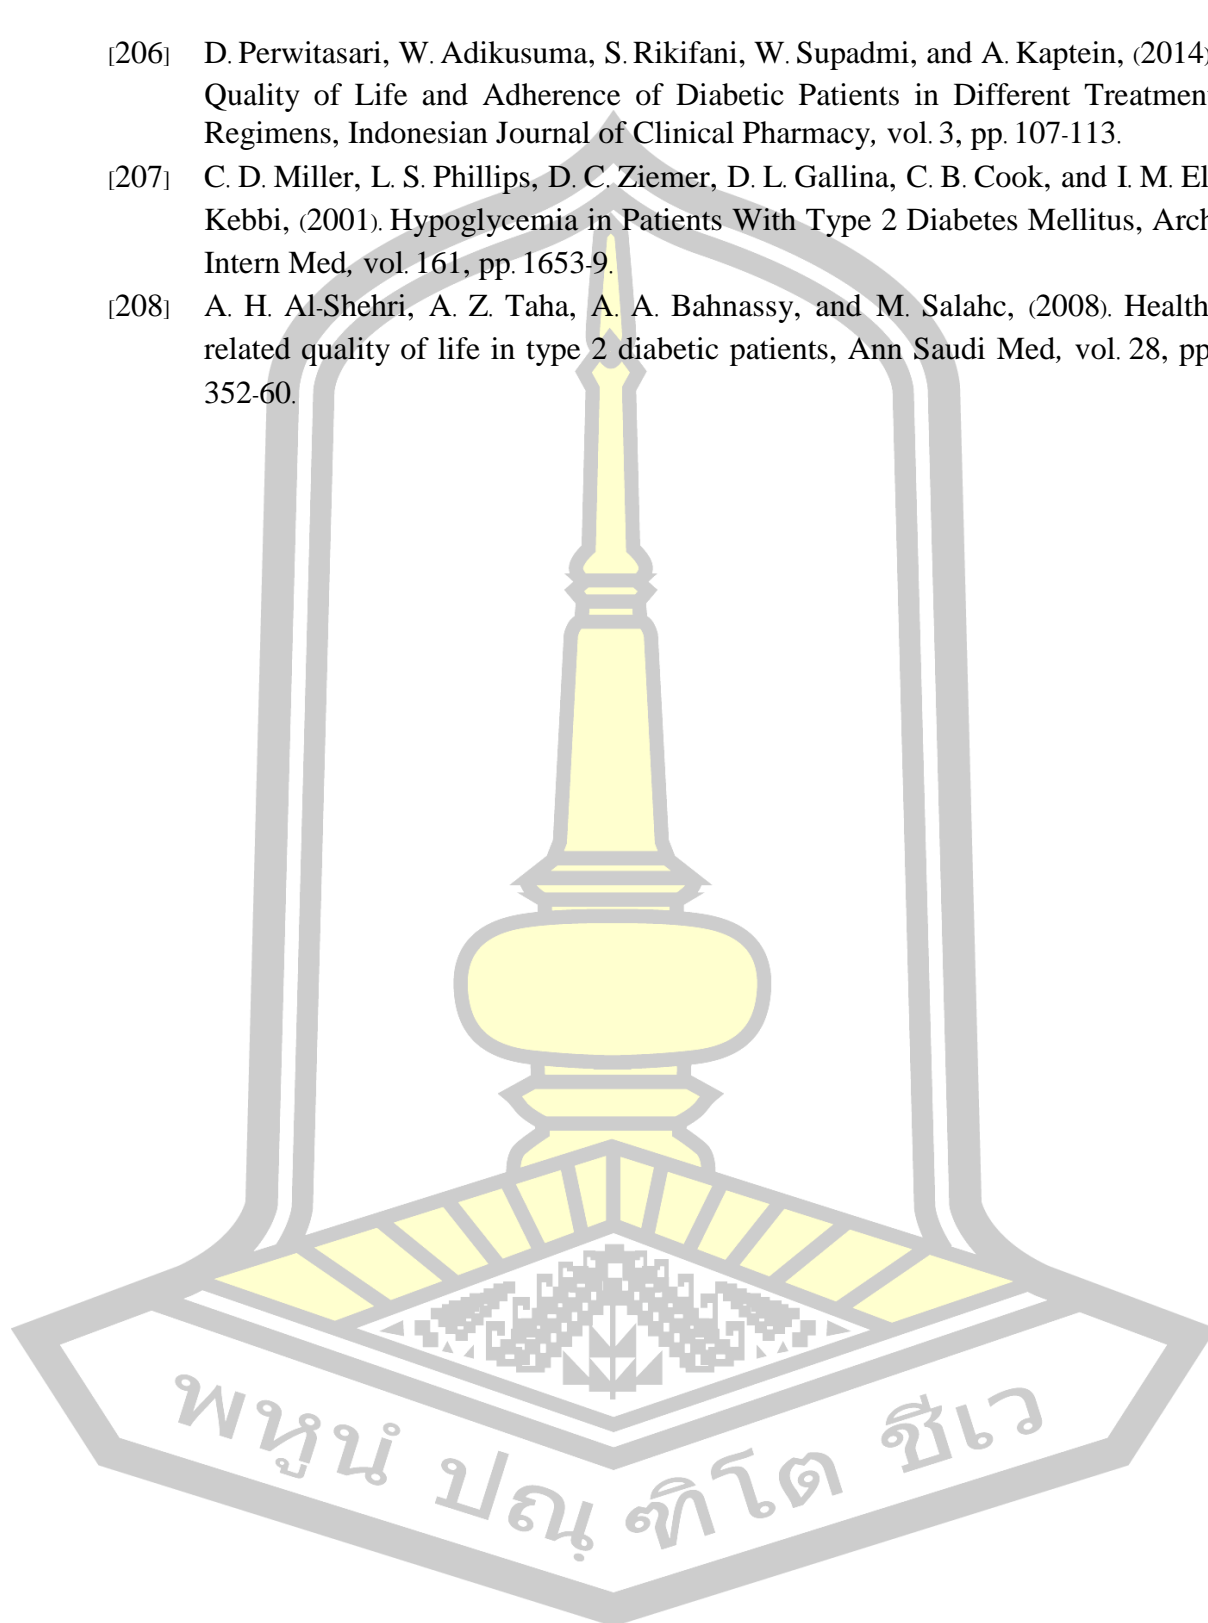 [206] D. Perwitasari, W. Adikusuma, S. Rikifani, W. Supadmi, and A. Kaptein, (2014)
Quality of Life and Adherence of Diabetic Patients in Different Treatment
Regimens, Indonesian Journal of Clinical Pharmacy, vol. 3, pp. 107-113.
[207] C. D. Miller, L. S. Phillips, D. C. Ziemer, D. L. Gallina, C. B. Cook, and I. M. El
Kebbi, (2001). Hypoglycemia in Patients With Type 2 Diabetes Mellitus, Arch
Intern Med, vol. 161, pp. 1653-9.
[208] A. H. Al-Shehri, A. Z. Taha, A. A. Bahnassy, and M. Salahc, (2008). Health
related quality of life in type 2 diabetic patients, Ann Saudi Med, vol. 28, pp
352-60.
พหูนํ ปณฺฑิโต ชีเว